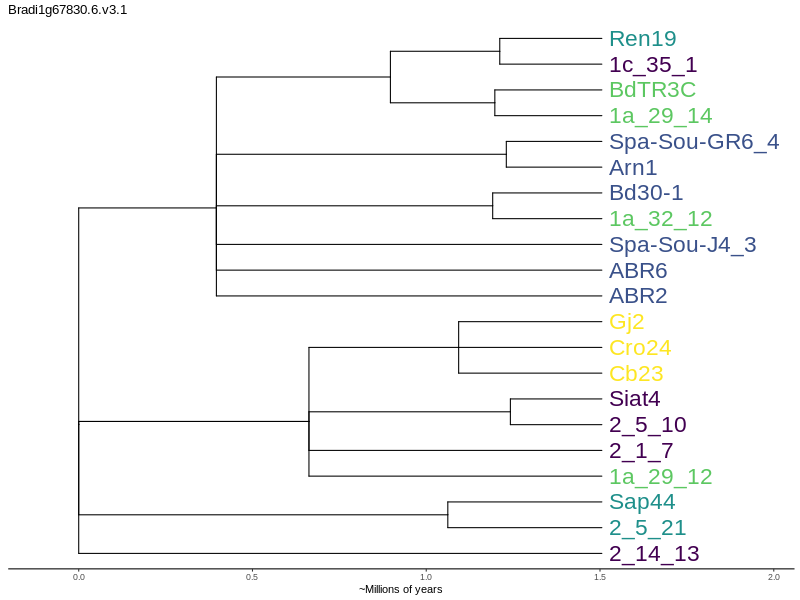 Bradi1g67830.6.v3.1
Ren19
1c_35_1
BdTR3C
1a_29_14
Spa-Sou-GR6_4
Arn1
Bd30-1
1a_32_12
Spa-Sou-J4_3
ABR6
ABR2
Gj2
Cro24
Cb23
Siat4
2_5_10
2_1_7
1a_29_12
Sap44
2_5_21
2_14_13
0.0 0.5 1.0 1.5 2.0
~Millions of years